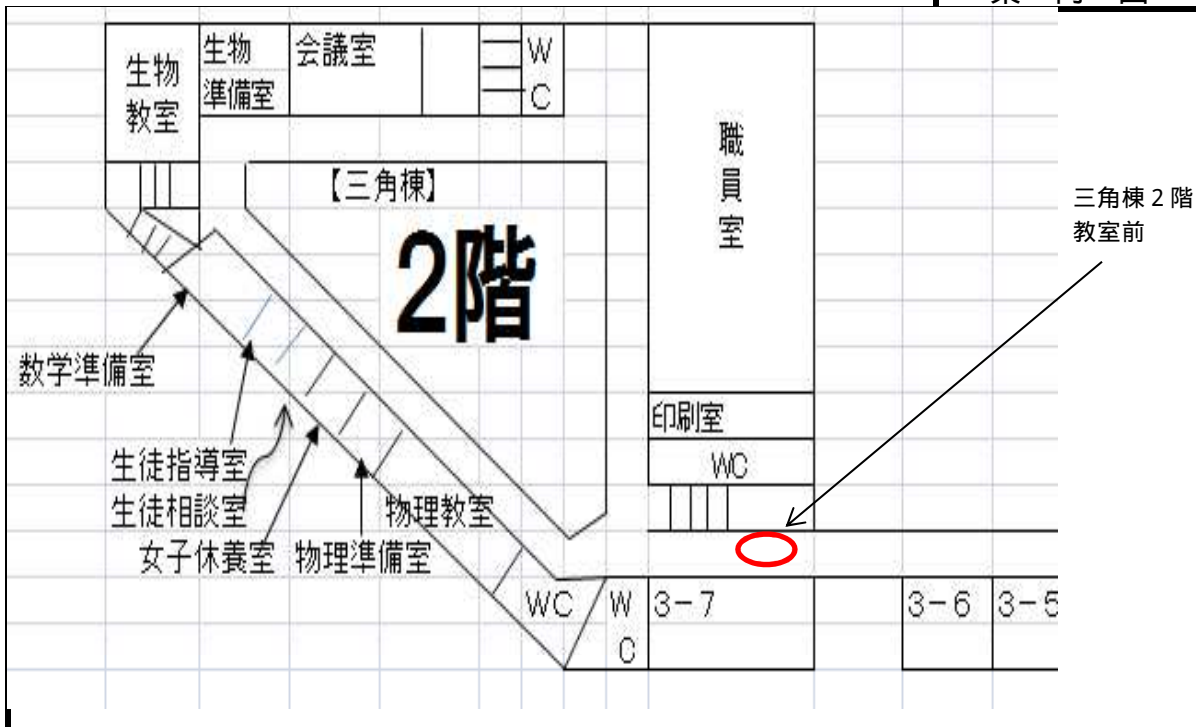 案 内 図
生物
教室
生物
準備室
会議室
W
C
職
員
室
【三角棟】
2階
三角棟2階
教室前
数学準備室
印刷室
生徒指導室
WC
生徒相談室
物理教室
女子休養室
物理準備室
WC
W
C
3-7
3-6
3-5